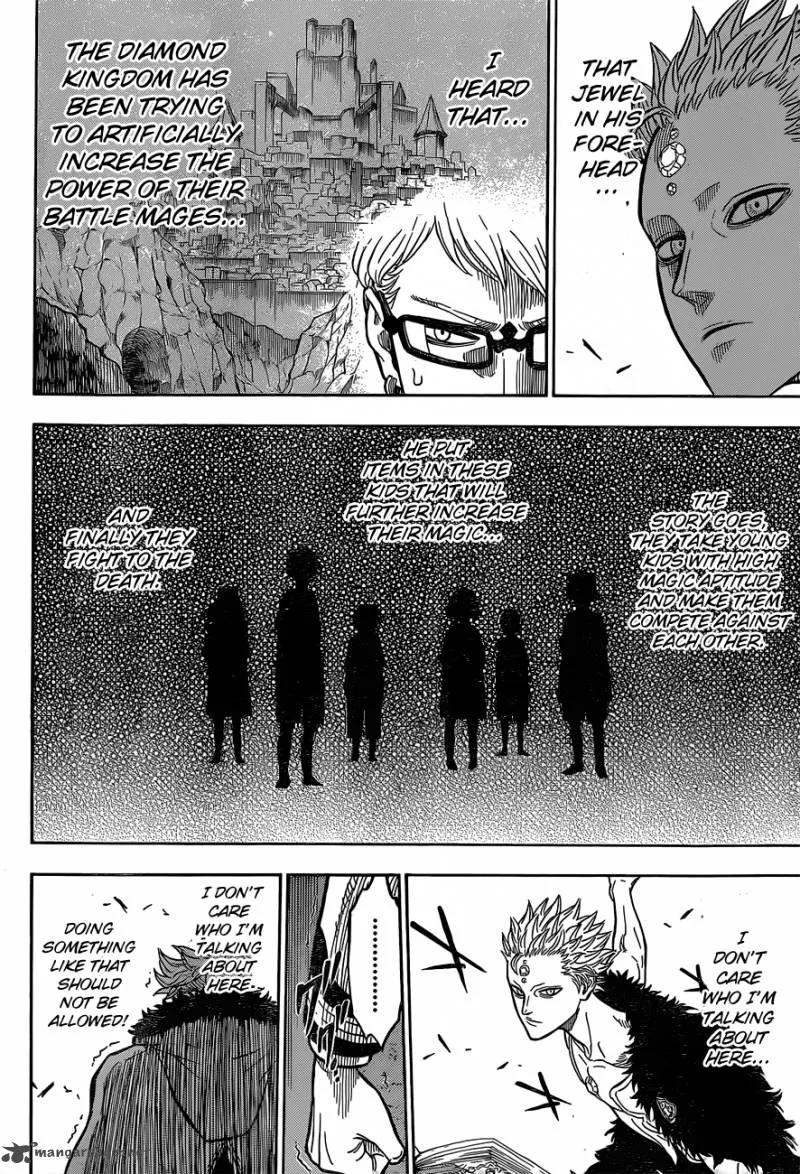 THAT
JEWEL
IN HIS
FORE-
HEAD
...
I
HEARD
THAT...
THE DIAMOND
KINGDOM HAS
BEEN TRYING
TO ARTIFICIALLY
INCREASE THE
POWER OF THEIR
BATTLE MAGES...
THE
STORY GOES,
THEY TAKE YOUNG
KIDS WITH HIGH
MAGIC APTITUDE
AND MAKE THEM
COMPETE AGAINST
EACH OTHER.
HE PUT
ITEMS IN THESE
KIDS THAT WILL
FURTHER INCREASE
THEIR MAGIC...
AND
FINALLY THEY
FIGHT TO THE
DEATH.
I
DON'T
CARE
WHO I'M
TALKING
ABOUT
HERE...
.........
I DON'T
CARE
WHO I'M
TALKING
ABOUT
HERE...
DOING
SOMETHING
LIKE THAT
SHOULD
NOT BE
ALLOWED!